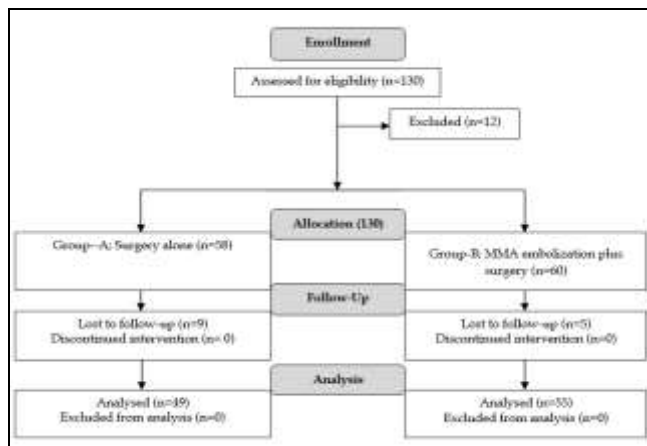 Enrollment
Assessed for eligibility (n=130)
Excluded (n=12)
Allocation (130)
Group--A: Surgery alone (n=58)
Group-B: MMA embolization plus
surgery (n=60)
Follow-Up
Lost to follow-up (n=9)
Discontinued intervention (n= 0)
Lost to follow-up (n=5)
Discontinued intervention (n=0)
Analysis
Analysed (n=49)
Excluded from analysis (n=0)
Analysed (n=55)
Excluded from analysis (n=0)